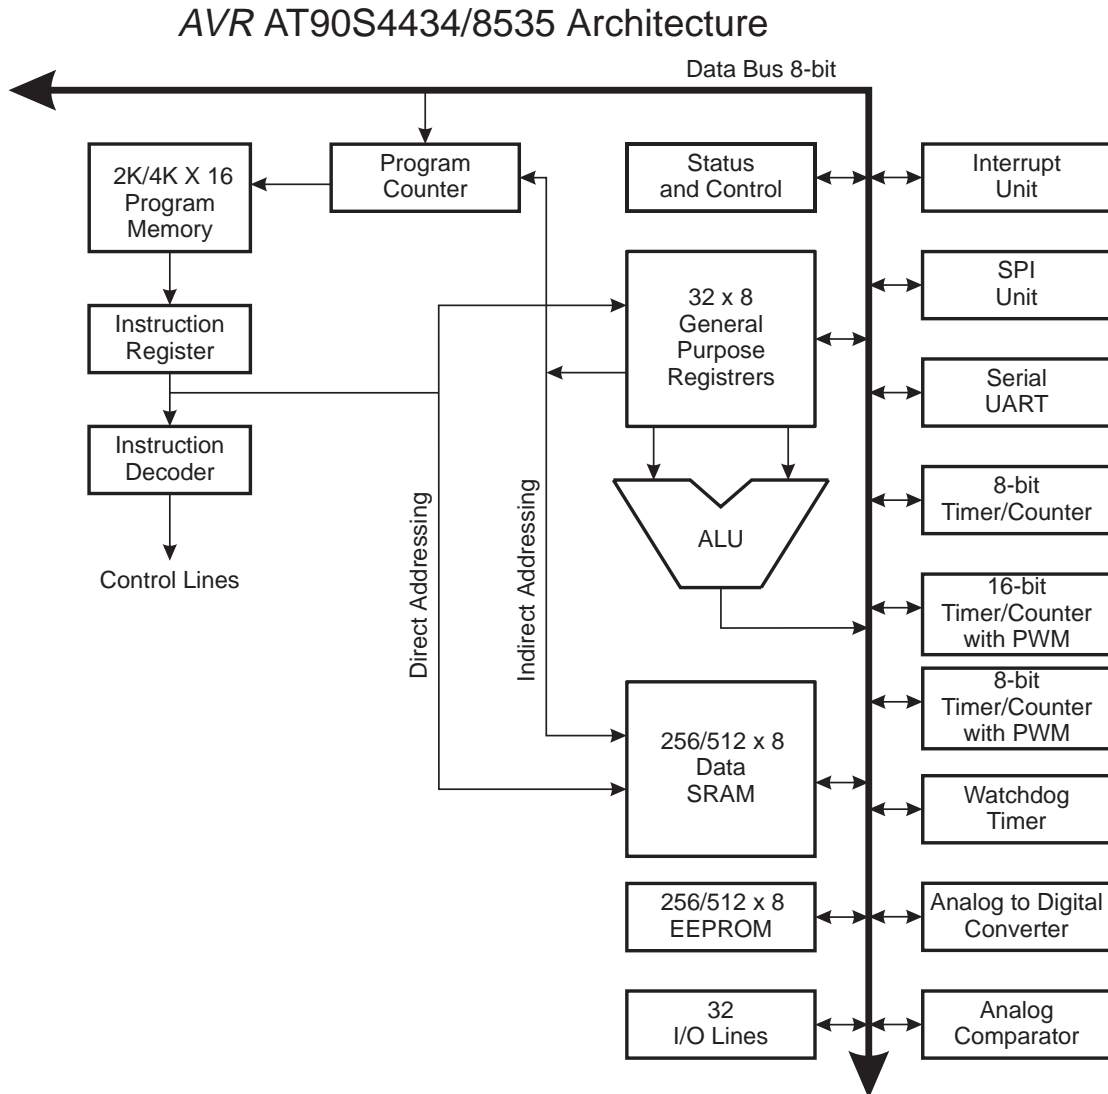 AVR AT90S4434/8535 Architecture
Data Bus 8-bit
2K/4K X 16
Program
Memory
Program
Counter
Status
and Control
Interrupt
Unit
32 x 8
General
Purpose
Registrers
SPI
Unit
Instruction
Register
Serial
UART
Instruction
Decoder
Control Lines
Direct Addressing
Indirect Addressing
ALU
8-bit
Timer/Counter
16-bit
Timer/Counter
with PWM
8-bit
Timer/Counter
with PWM
256/512 x 8
Data
SRAM
Watchdog
Timer
256/512 x 8
EEPROM
Analog to Digital
Converter
32
I/O Lines
Analog
Comparator